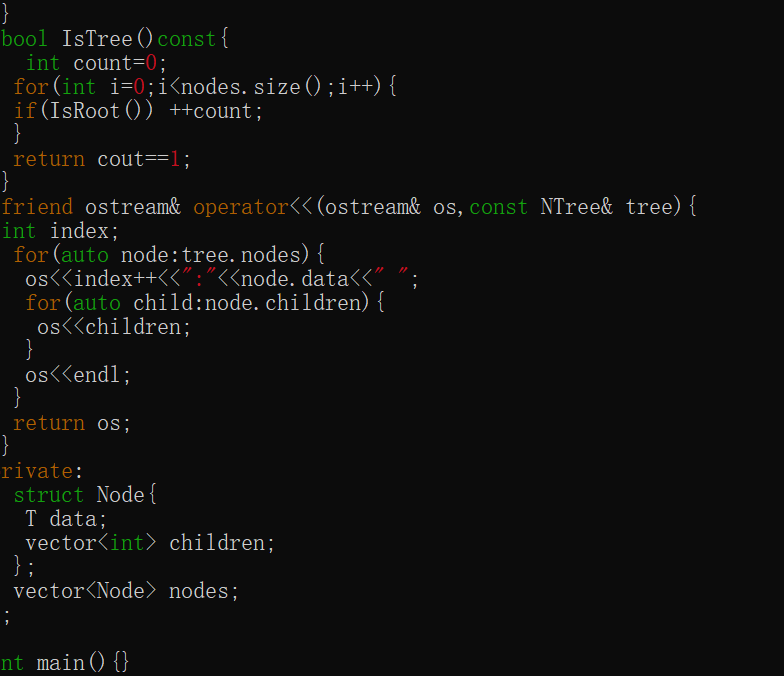 }
bool IsTree()const{
  int count=0;
 for(int i=0;i<nodes.size();i++){
 if(IsRoot()) ++count;
 }
 return cout==1;
}
friend ostream& operator<<(ostream& os,const NTree& tree){
int index;
 for(auto node:tree.nodes){
  os<<index++<<":"<<node.data<<" ";
  for(auto child:node.children){
   os<<children;
  }
  os<<endl;
 }
 return os;
}
rivate:
 struct Node{
  T data;
  vector<int> children;
 };
 vector<Node> nodes;
;
nt main(){}